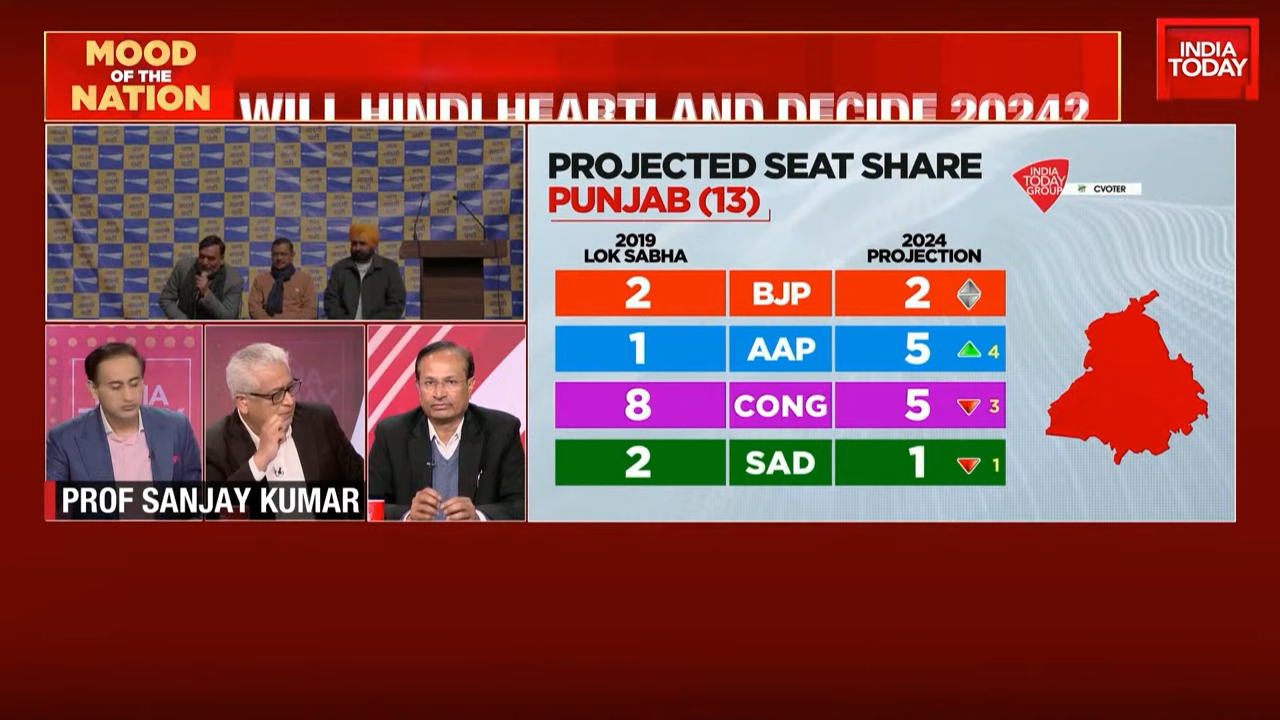 MOOD
OF THE
NATION
WILL HINDI HEARTLAND DECIDE 2024?
INDIA
TODAY
PROJECTED SEAT SHARE
PUNJAB (13)
INDIA
TODAY
GROUP
CVOTER
2019
LOK SABHA
2024
PROJECTION
2 BJP 2
1 AAP 5 4
8 CONG 5 3
2 SAD 1 1
PROF SANJAY KUMAR